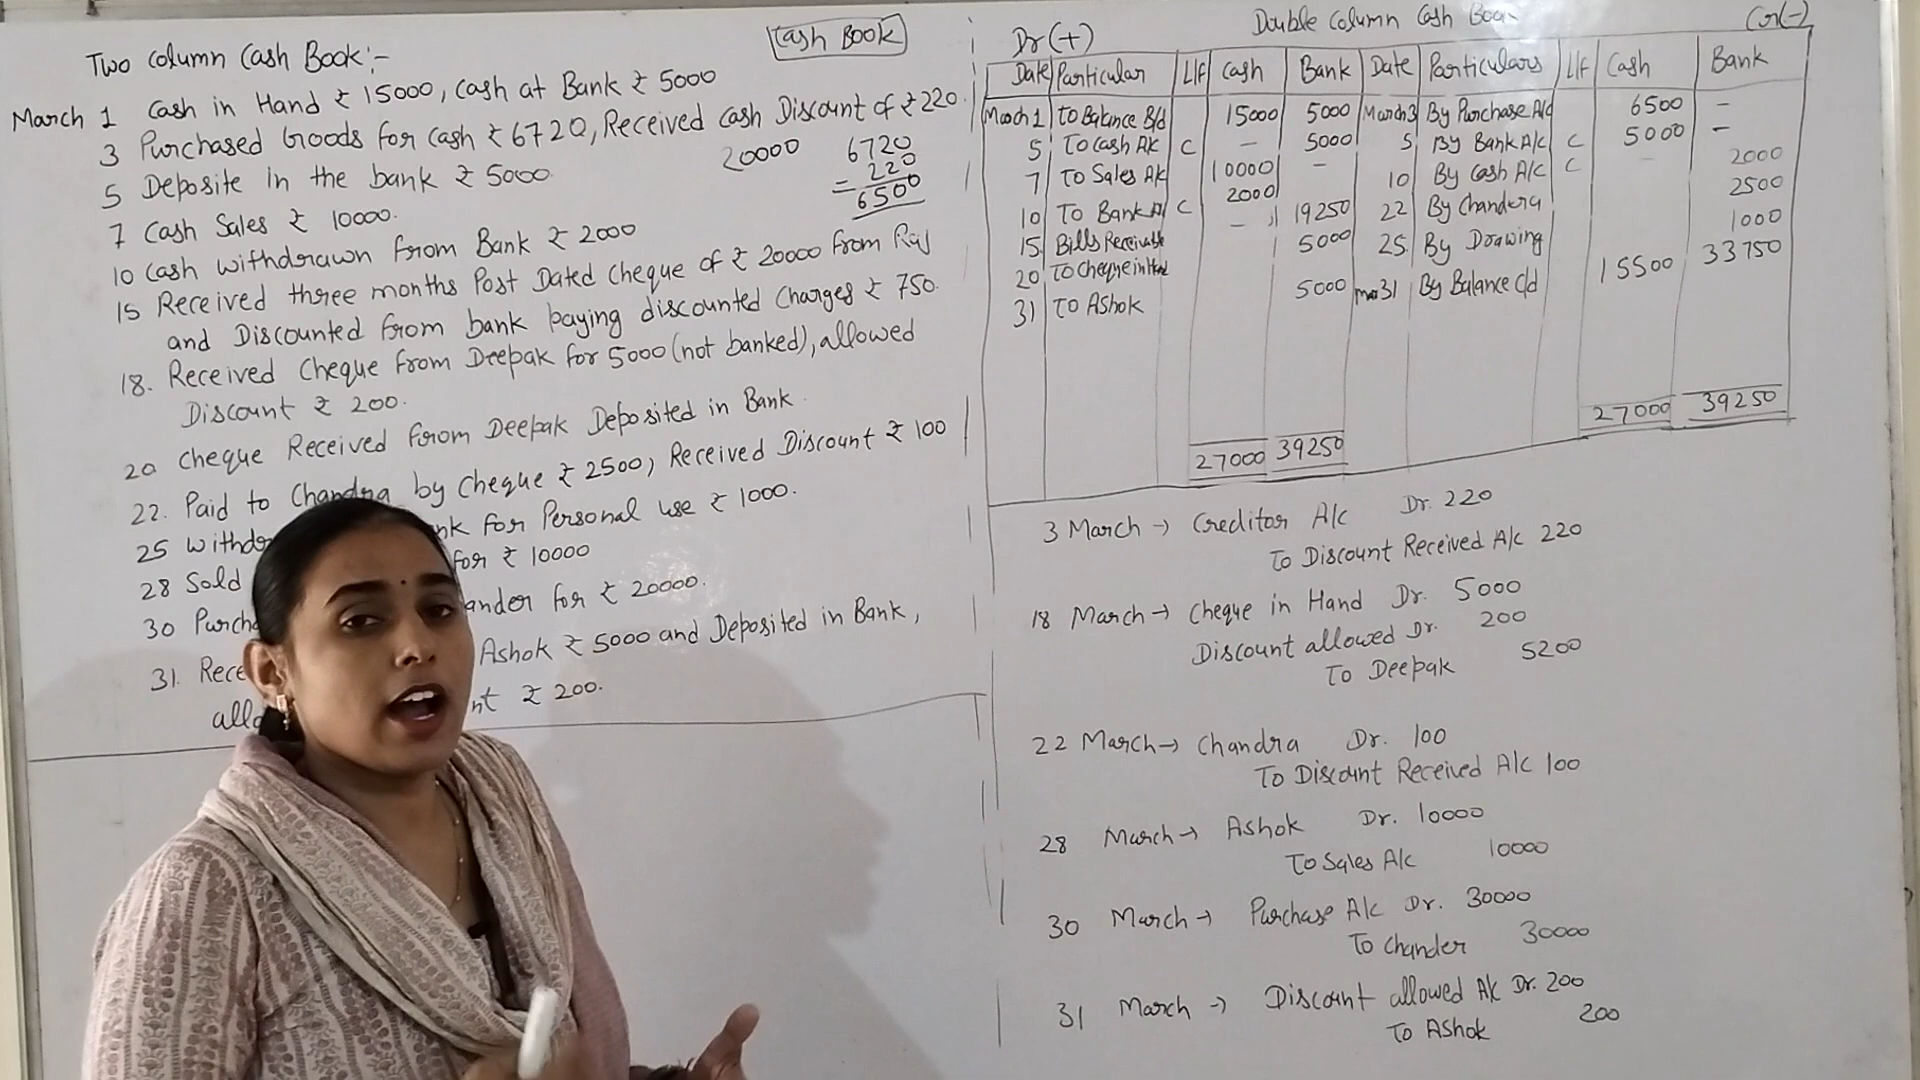 Cash Book
Two column Cash Book:-
March 1 Cash in Hand ₹ 15000, Cash at Bank ₹ 5000
3 Purchased Goods for cash ₹ 6720, Received cash Discount of ₹ 220.
5 Deposite in the bank ₹ 5000
20000
6720
220
= 6500
7 Cash Sales ₹ 10000.
10 Cash withdrawn from Bank ₹ 2000
15 Received three months Post Dated cheque of ₹ 20000 from Raj
and Discounted from bank paying discounted charges ₹ 750.
18. Received cheque from Deepak for 5000 (not banked), allowed
Discount ₹ 200.
20 cheque Received from Deepak Deposited in Bank.
22. Paid to Chandra by cheque ₹ 2500, Received Discount ₹ 100
25 for Personal use ₹ 1000.
28 Sold for ₹ 10000
30 for ₹ 20000.
31. Ashok ₹ 5000 and Deposited in Bank,
₹ 200.
Double Column Cash
Dr (+) Cr (-)
Date Particular L/f Cash Bank Date Particulars L/f Cash Bank
March 1 To Balance B/d 15000 5000 March 3 By Purchase A/c 6500 -
5 To Cash A/c C - 5000 5 By Bank A/c C 5000 -
7 To Sales A/c 10000 - 10 By Cash A/c C 2000
10 To Bank A/c C 2000 - 22 By Chandra 2500
15 Bills Receivable 19250 25. By Drawing 1000
20 To Cheque in Hand 5000 31 By Balance c/d 15500 33750
31 To Ashok 5000
27000 39250 27000 39250
3 March → Creditor A/c Dr. 220
To Discount Received A/c 220
18 March → Cheque in Hand Dr. 5000
Discount allowed Dr. 200
To Deepak 5200
22 March → Chandra Dr. 100
To Discount Received A/c 100
28 March → Ashok Dr. 10000
To Sales A/c 10000
30 March → Purchase A/c Dr. 30000
To Chander 30000
31 March → Discount allowed A/c Dr. 200
To Ashok 200